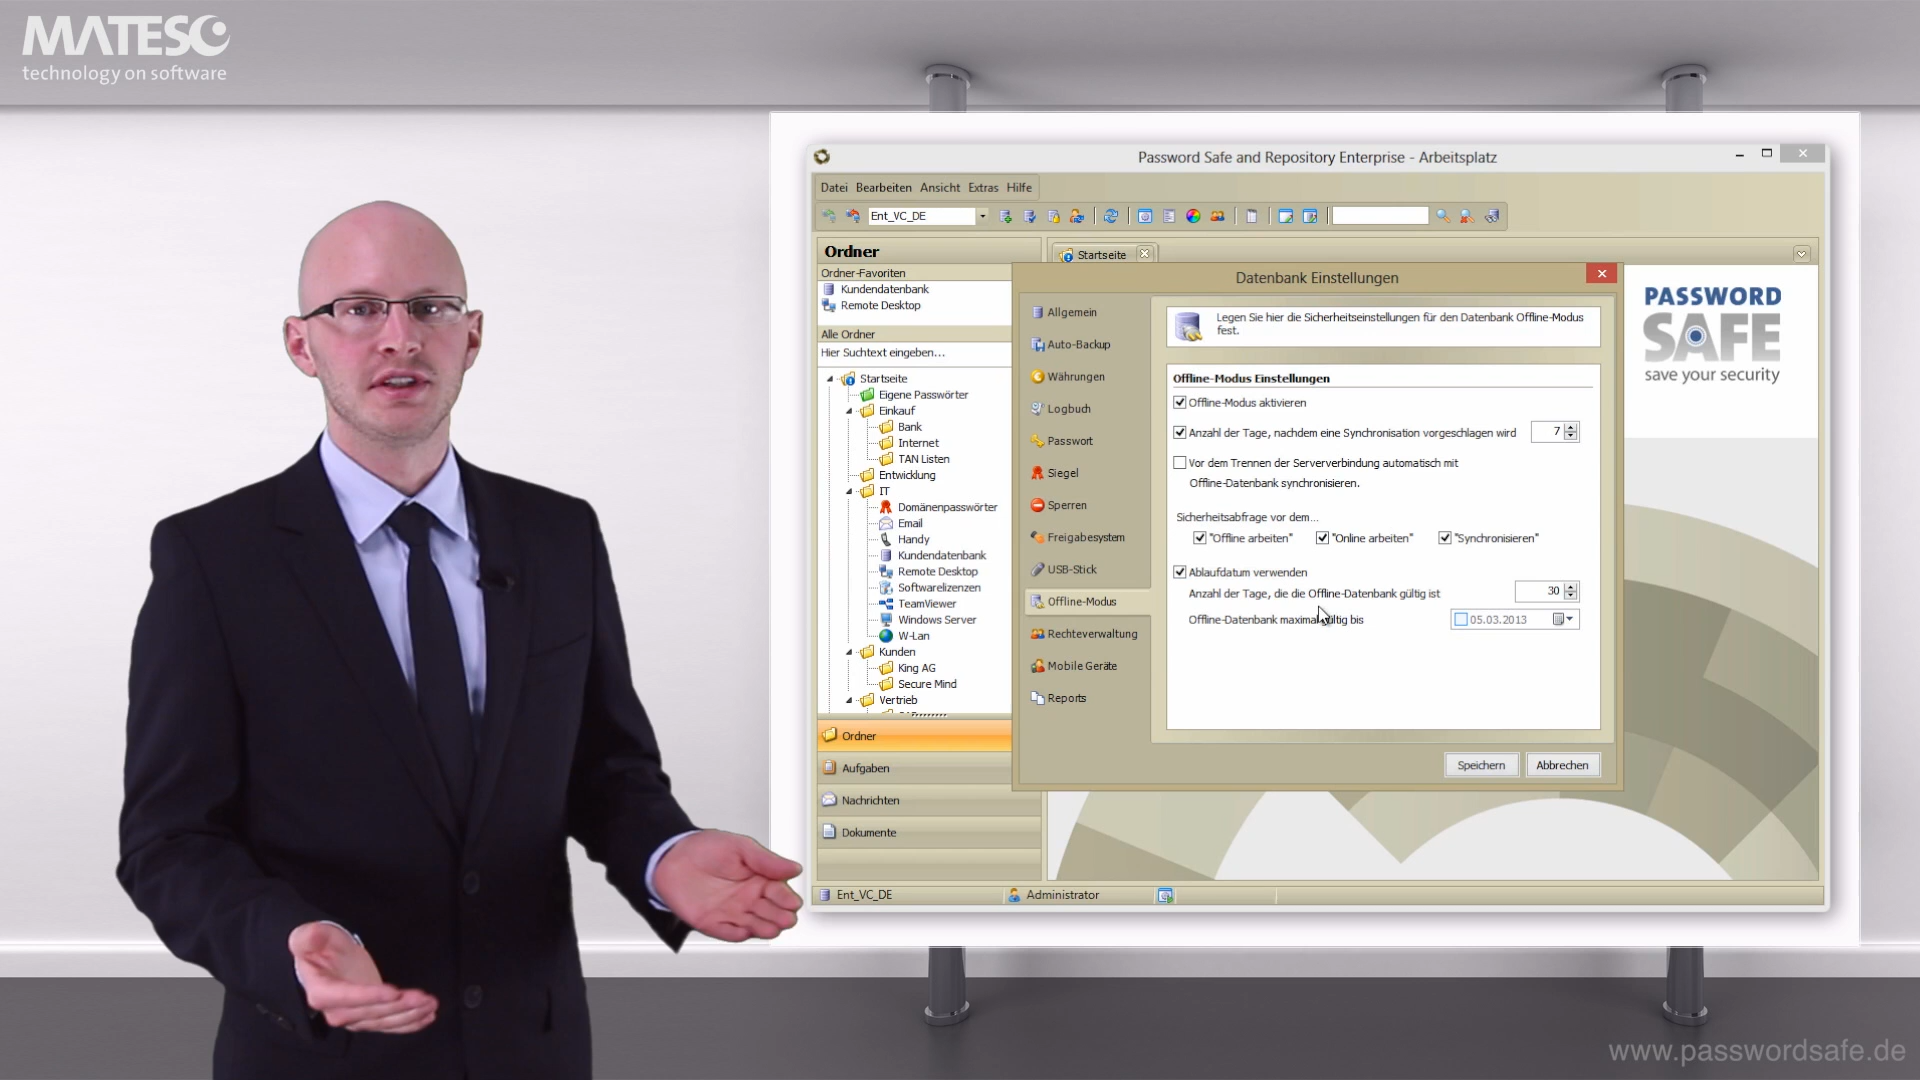 MATESO
technology on software
Password Safe and Repository Enterprise - Arbeitsplatz
Datei Bearbeiten Ansicht Extras Hilfe
Ent_VC_DE
Ordner
Ordner-Favoriten
Kundendatenbank
Remote Desktop
Alle Ordner
Hier Suchtext eingeben...
Startseite
Eigene Passwörter
Einkauf
Bank
Internet
TAN Listen
Entwicklung
IT
Domänenpasswörter
Email
Handy
Kundendatenbank
Remote Desktop
Softwarelizenzen
TeamViewer
Windows Server
W-Lan
Kunden
King AG
Secure Mind
Vertrieb
Ordner
Aufgaben
Nachrichten
Dokumente
Startseite
Datenbank Einstellungen
Allgemein
Auto-Backup
Währungen
Logbuch
Passwort
Siegel
Sperren
Freigabesystem
USB-Stick
Offline-Modus
Rechteverwaltung
Mobile Geräte
Reports
Legen Sie hier die Sicherheitseinstellungen für den Datenbank Offline-Modus
fest.
Offline-Modus Einstellungen
Offline-Modus aktivieren
Anzahl der Tage, nachdem eine Synchronisation vorgeschlagen wird 7
Vor dem Trennen der Serververbindung automatisch mit
Offline-Datenbank synchronisieren.
Sicherheitsabfrage vor dem...
"Offline arbeiten" "Online arbeiten" "Synchronisieren"
Ablaufdatum verwenden
Anzahl der Tage, die die Offline-Datenbank gültig ist 30
Offline-Datenbank maximal gültig bis 05.03.2013
Speichern Abbrechen
PASSWORD
SAFE
save your security
Ent_VC_DE Administrator
www.passwordsafe.de